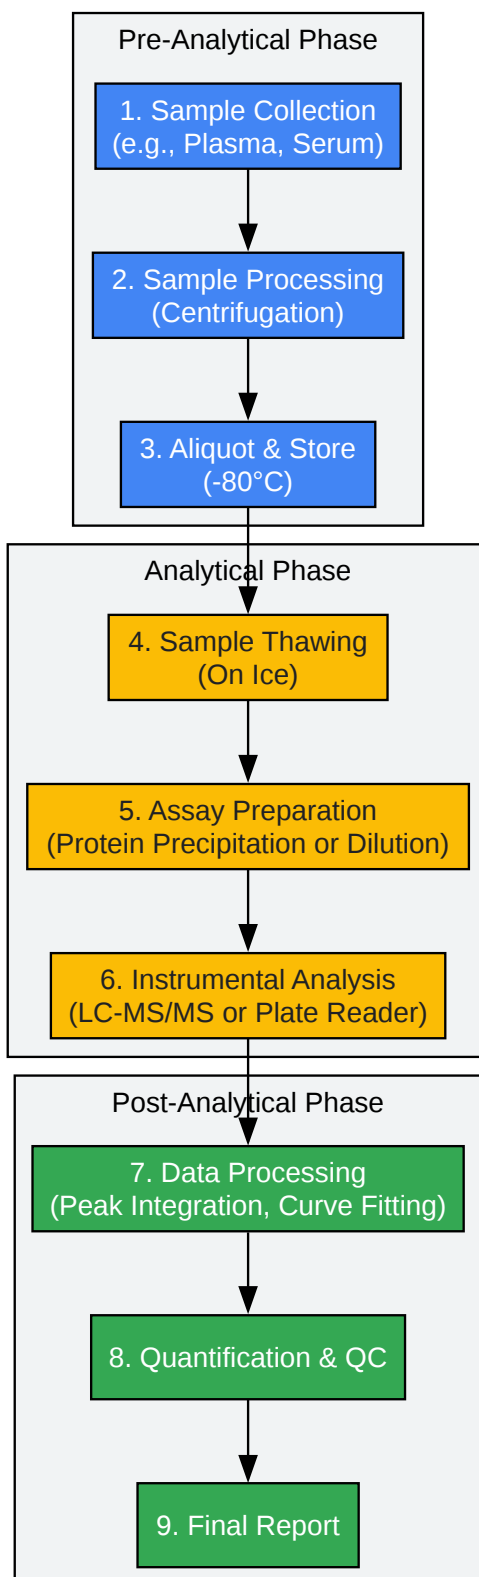 Pre-Analytical Phase
1. Sample Collection
(e.g., Plasma, Serum)
2. Sample Processing
(Centrifugation)
3. Aliquot & Store
(-80°C)
Analytical Phase
4. Sample Thawing
(On Ice)
5. Assay Preparation
(Protein Precipitation or Dilution)
6. Instrumental Analysis
(LC-MS/MS or Plate Reader)
Post-Analytical Phase
7. Data Processing
(Peak Integration, Curve Fitting)
8. Quantification & QC
9. Final Report